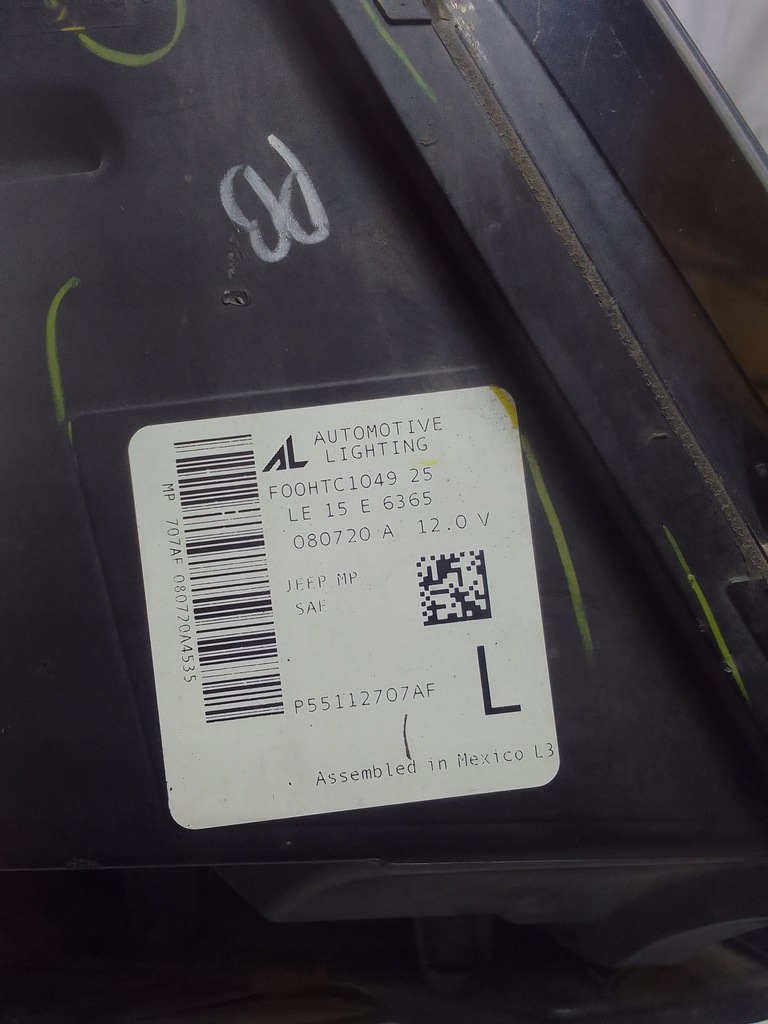 AL AUTOMOTIVE
LIGHTING
F00HTC1049 25
LE 15 E 6365
080720 A 12.0 V
JEEP MP
SAE
P55112707AF
L
Assembled in Mexico L3
MP 707AF 080720A4535